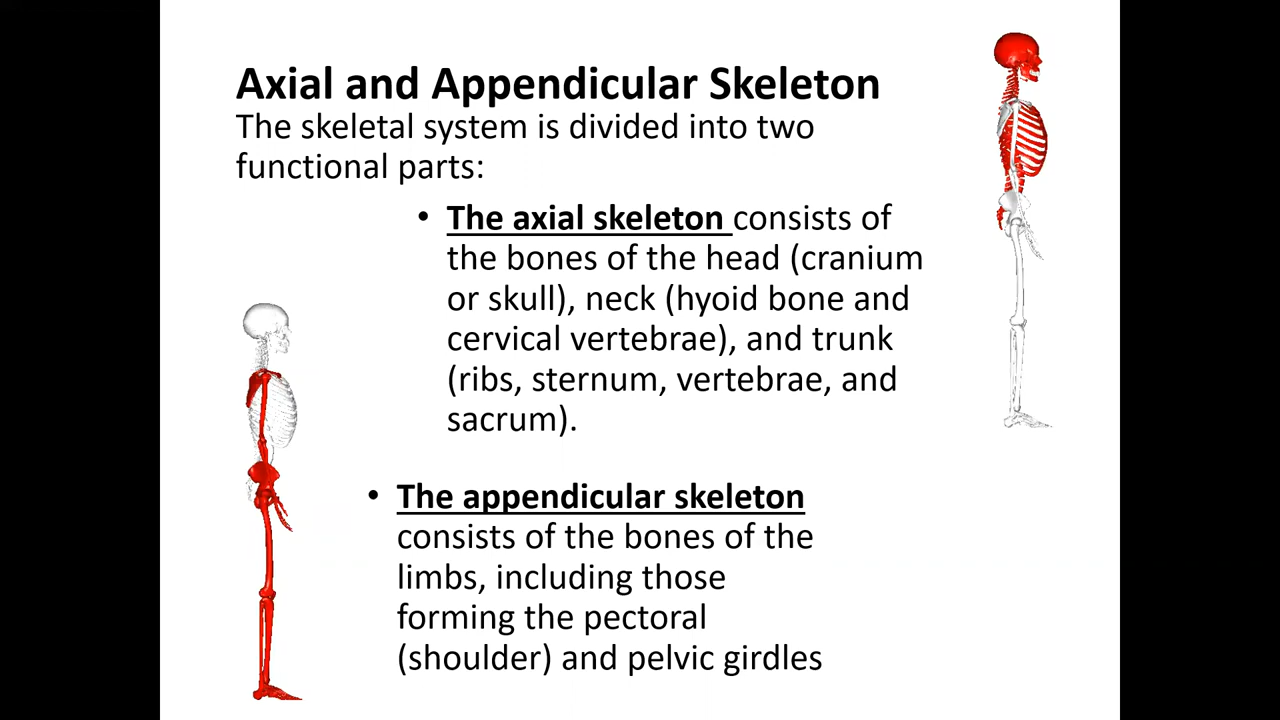 Axial and Appendicular Skeleton
The skeletal system is divided into two
functional parts:
• The axial skeleton consists of
the bones of the head (cranium
or skull), neck (hyoid bone and
cervical vertebrae), and trunk
(ribs, sternum, vertebrae, and
sacrum).
• The appendicular skeleton
consists of the bones of the
limbs, including those
forming the pectoral
(shoulder) and pelvic girdles